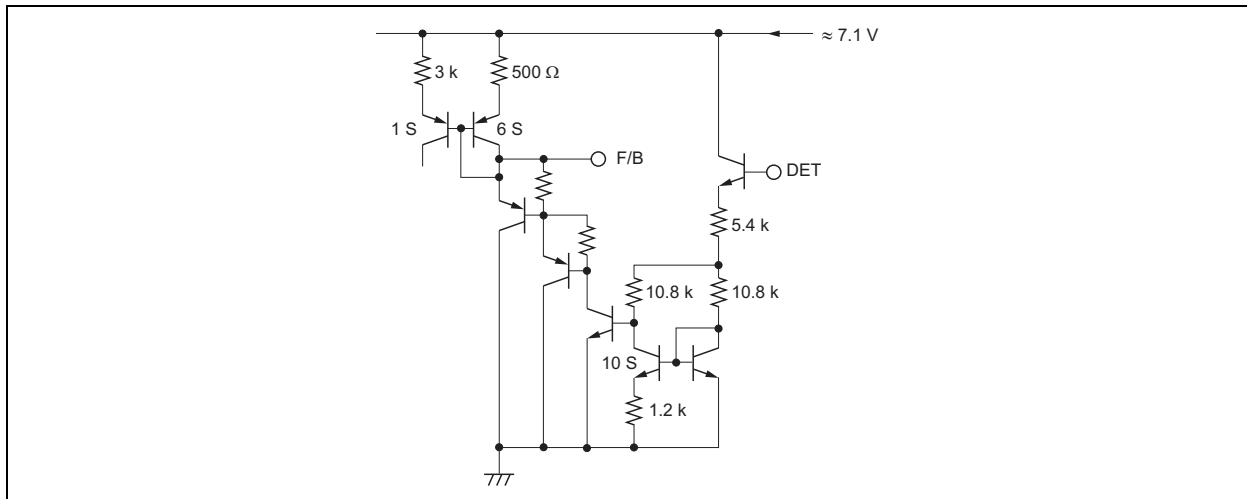 ≈ 7.1 V
3 k
500 Ω
1 S
6 S
F/B
DET
5.4 k
10.8 k
10.8 k
10 S
1.2 k